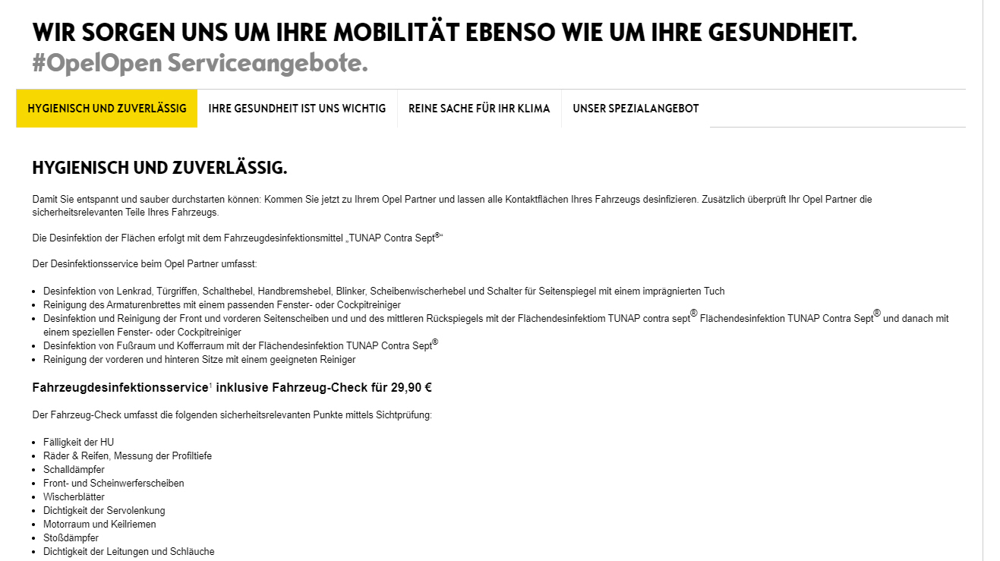 WIR SORGEN UNS UM IHRE MOBILITÄT EBENSO WIE UM IHRE GESUNDHEIT.
#OpelOpen Serviceangebote.
HYGIENISCH UND ZUVERLÄSSIG IHRE GESUNDHEIT IST UNS WICHTIG REINE SACHE FÜR IHR KLIMA UNSER SPEZIALANGEBOT
HYGIENISCH UND ZUVERLÄSSIG.
Damit Sie entspannt und sauber durchstarten können: Kommen Sie jetzt zu Ihrem Opel Partner und lassen alle Kontaktflächen Ihres Fahrzeugs desinfizieren. Zusätzlich überprüft Ihr Opel Partner die
sicherheitsrelevanten Teile Ihres Fahrzeugs.
Die Desinfektion der Flächen erfolgt mit dem Fahrzeugdesinfektionsmittel „TUNAP Contra Sept®“
Der Desinfektionsservice beim Opel Partner umfasst:
• Desinfektion von Lenkrad, Türgriffen, Schalthebel, Handbremshebel, Blinker, Scheibenwischerhebel und Schalter für Seitenspiegel mit einem imprägnierten Tuch
• Reinigung des Armaturenbrettes mit einem passenden Fenster- oder Cockpitreiniger
• Desinfektion und Reinigung der Front und vorderen Seitenscheiben und und des mittleren Rückspiegels mit der Flächendesinfektiom TUNAP contra sept® Flächendesinfektion TUNAP Contra Sept® und danach mit
einem speziellen Fenster- oder Cockpitreiniger
• Desinfektion von Fußraum und Kofferraum mit der Flächendesinfektion TUNAP Contra Sept®
• Reinigung der vorderen und hinteren Sitze mit einem geeigneten Reiniger
Fahrzeugdesinfektionsservice¹ inklusive Fahrzeug-Check für 29,90 €
Der Fahrzeug-Check umfasst die folgenden sicherheitsrelevanten Punkte mittels Sichtprüfung:
• Fälligkeit der HU
• Räder & Reifen, Messung der Profiltiefe
• Schalldämpfer
• Front- und Scheinwerferscheiben
• Wischerblätter
• Dichtigkeit der Servolenkung
• Motorraum und Keilriemen
• Stoßdämpfer
• Dichtigkeit der Leitungen und Schläuche